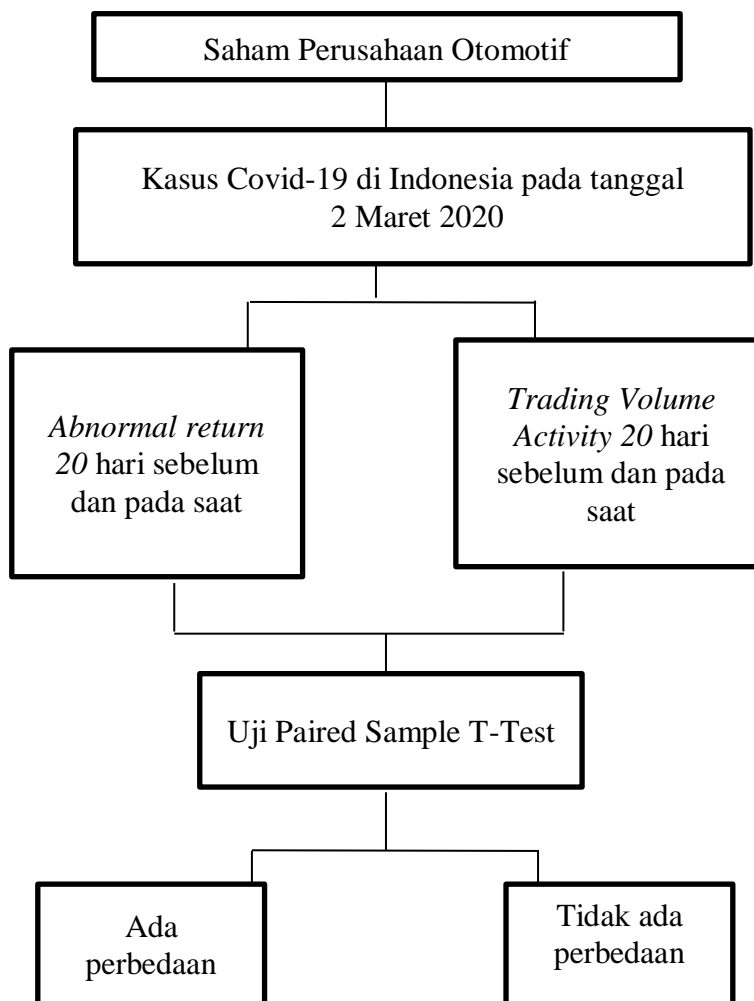 Saham Perusahaan Otomotif
Kasus Covid-19 di Indonesia pada tanggal
2 Maret 2020
Abnormal return
20 hari sebelum
dan pada saat
Trading Volume
Activity 20 hari
sebelum dan pada
saat
Uji Paired Sample T-Test
Ada
perbedaan
Tidak ada
perbedaan